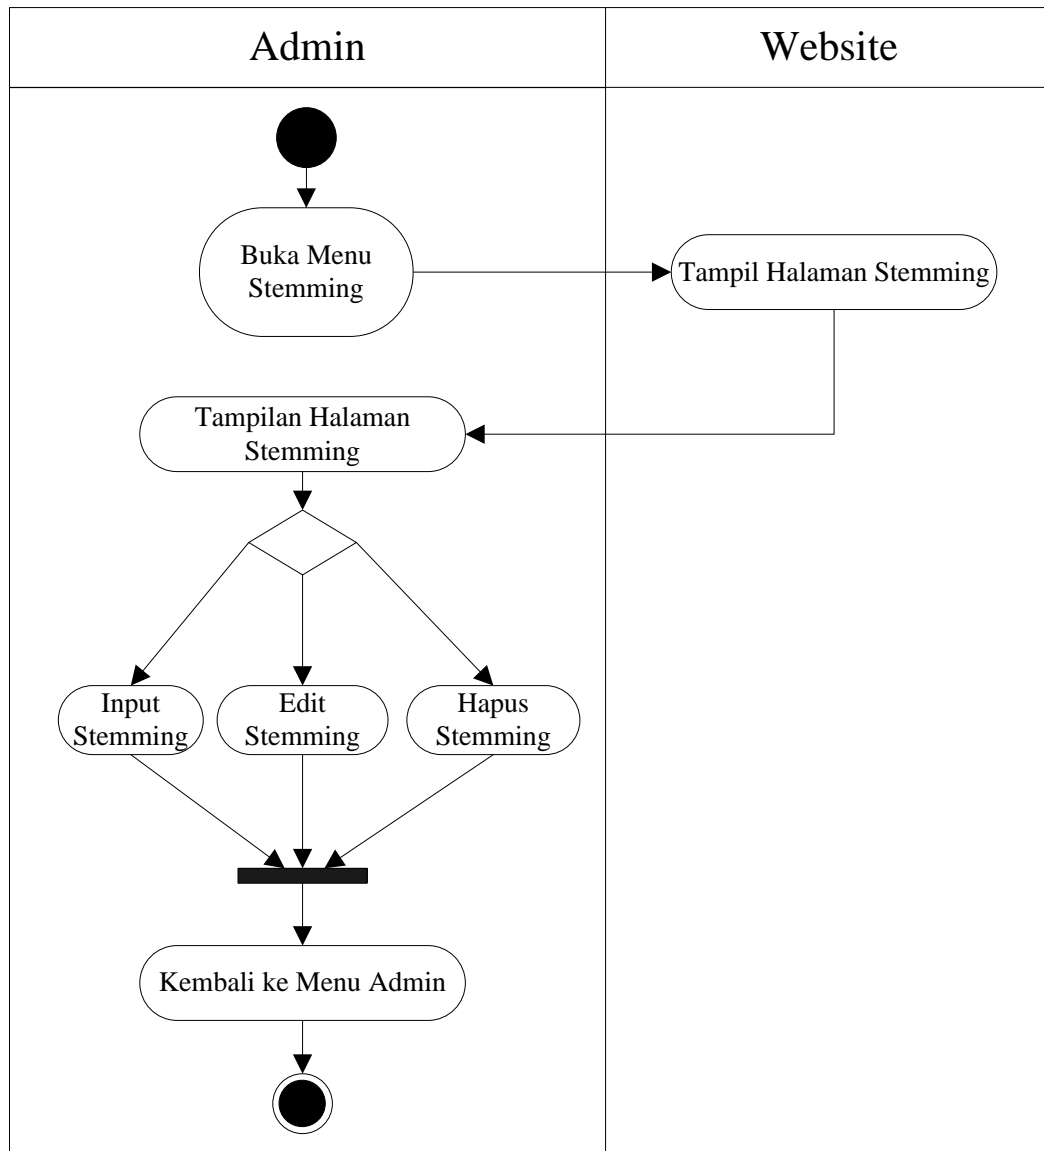 Admin
Website
Buka Menu
Stemming
Tampil Halaman Stemming
Tampilan Halaman
Stemming
Input
Stemming
Edit
Stemming
Hapus
Stemming
Kembali ke Menu Admin